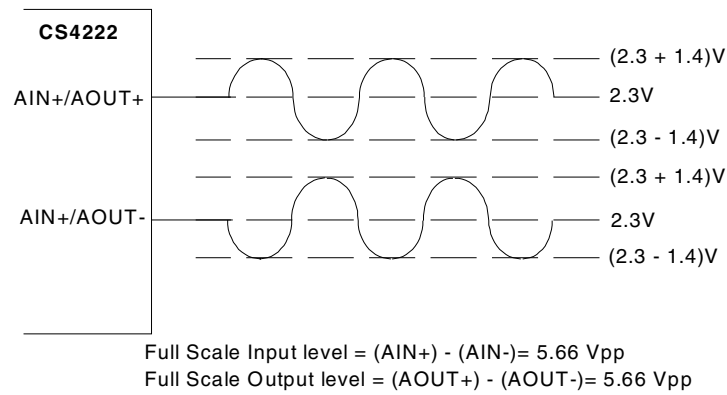 CS4222
(2.3 + 1.4)V
AIN+/AOUT+
2.3V
(2.3 - 1.4)V
(2.3 + 1.4)V
AIN+/AOUT-
2.3V
(2.3 - 1.4)V
Full Scale Input level = (AIN+) - (AIN-)= 5.66 Vpp
Full Scale Output level = (AOUT+) - (AOUT-)= 5.66 Vpp